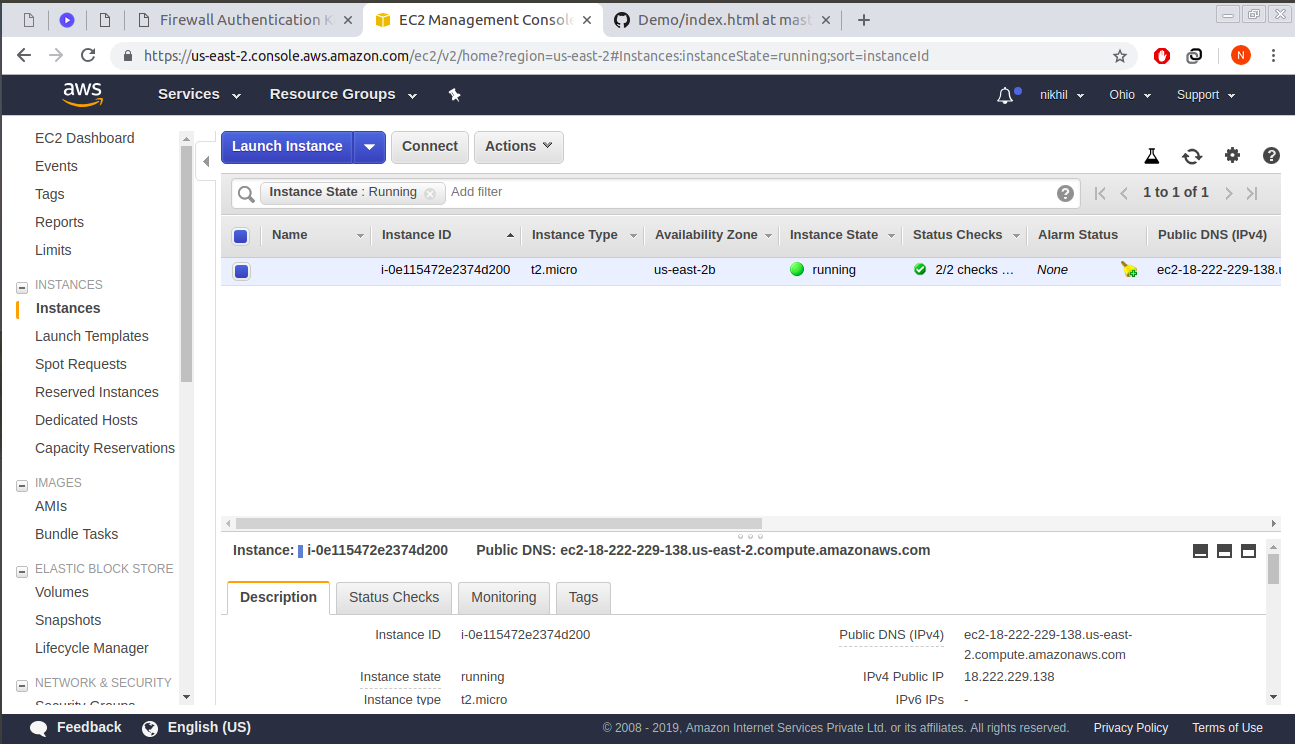 Firewall Authentication K
EC2 Management Console
Demo/index.html at mast
https://us-east-2.console.aws.amazon.com/ec2/v2/home?region=us-east-2#Instances:instanceState=running;sort=instanceId
N
aws
Services
Resource Groups
nikhil
Ohio
Support
EC2 Dashboard
Events
Tags
Reports
Limits
INSTANCES
Instances
Launch Templates
Spot Requests
Reserved Instances
Dedicated Hosts
Capacity Reservations
IMAGES
AMIs
Bundle Tasks
ELASTIC BLOCK STORE
Volumes
Snapshots
Lifecycle Manager
NETWORK & SECURITY
Security Groups
Launch Instance
Connect
Actions
Instance State : Running
Add filter
1 to 1 of 1
Name Instance ID Instance Type Availability Zone Instance State Status Checks Alarm Status Public DNS (IPv4)
i-0e115472e2374d200 t2.micro us-east-2b running 2/2 checks ... None ec2-18-222-229-138.u
Instance: i-0e115472e2374d200 Public DNS: ec2-18-222-229-138.us-east-2.compute.amazonaws.com
Description
Status Checks
Monitoring
Tags
Instance ID i-0e115472e2374d200
Instance state running
Instance type t2.micro
Public DNS (IPv4) ec2-18-222-229-138.us-east-
2.compute.amazonaws.com
IPv4 Public IP 18.222.229.138
IPv6 IPs -
Feedback
English (US)
© 2008 - 2019, Amazon Internet Services Private Ltd. or its affiliates. All rights reserved.
Privacy Policy
Terms of Use